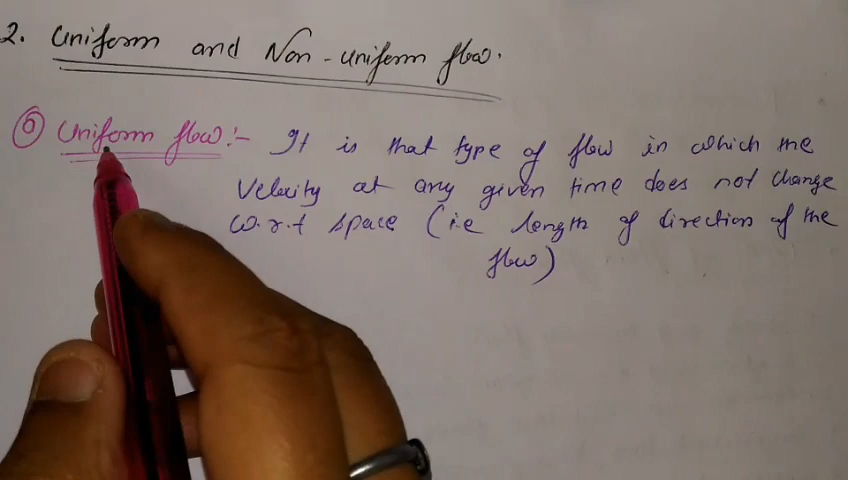 2. Uniform and Non-uniform flow.
① Uniform flow:- It is that type of flow in which the
Velocity at any given time does not change
w.r.t space (i.e length of direction of the
flow)